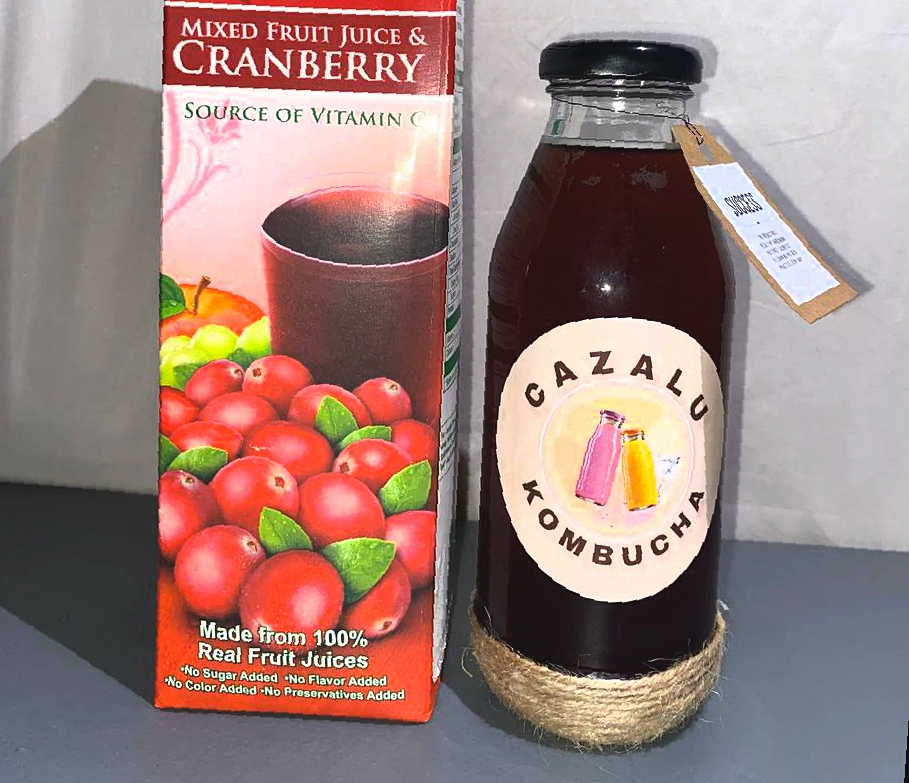 MIXED FRUIT JUICE &
CRANBERRY
SOURCE OF VITAMIN C
Made from 100%
Real Fruit Juices
•No Sugar Added •No Flavor Added
•No Color Added •No Preservatives Added
SUCCESS
CAZALU
KOMBUCHA